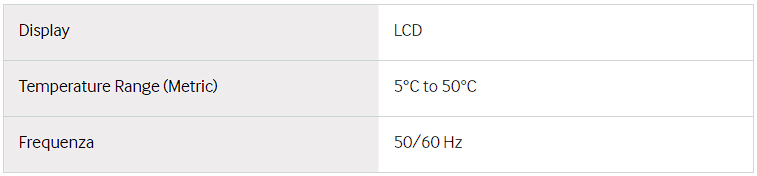 Display LCD
Temperature Range (Metric) 5°C to 50°C
Frequenza 50/60 Hz